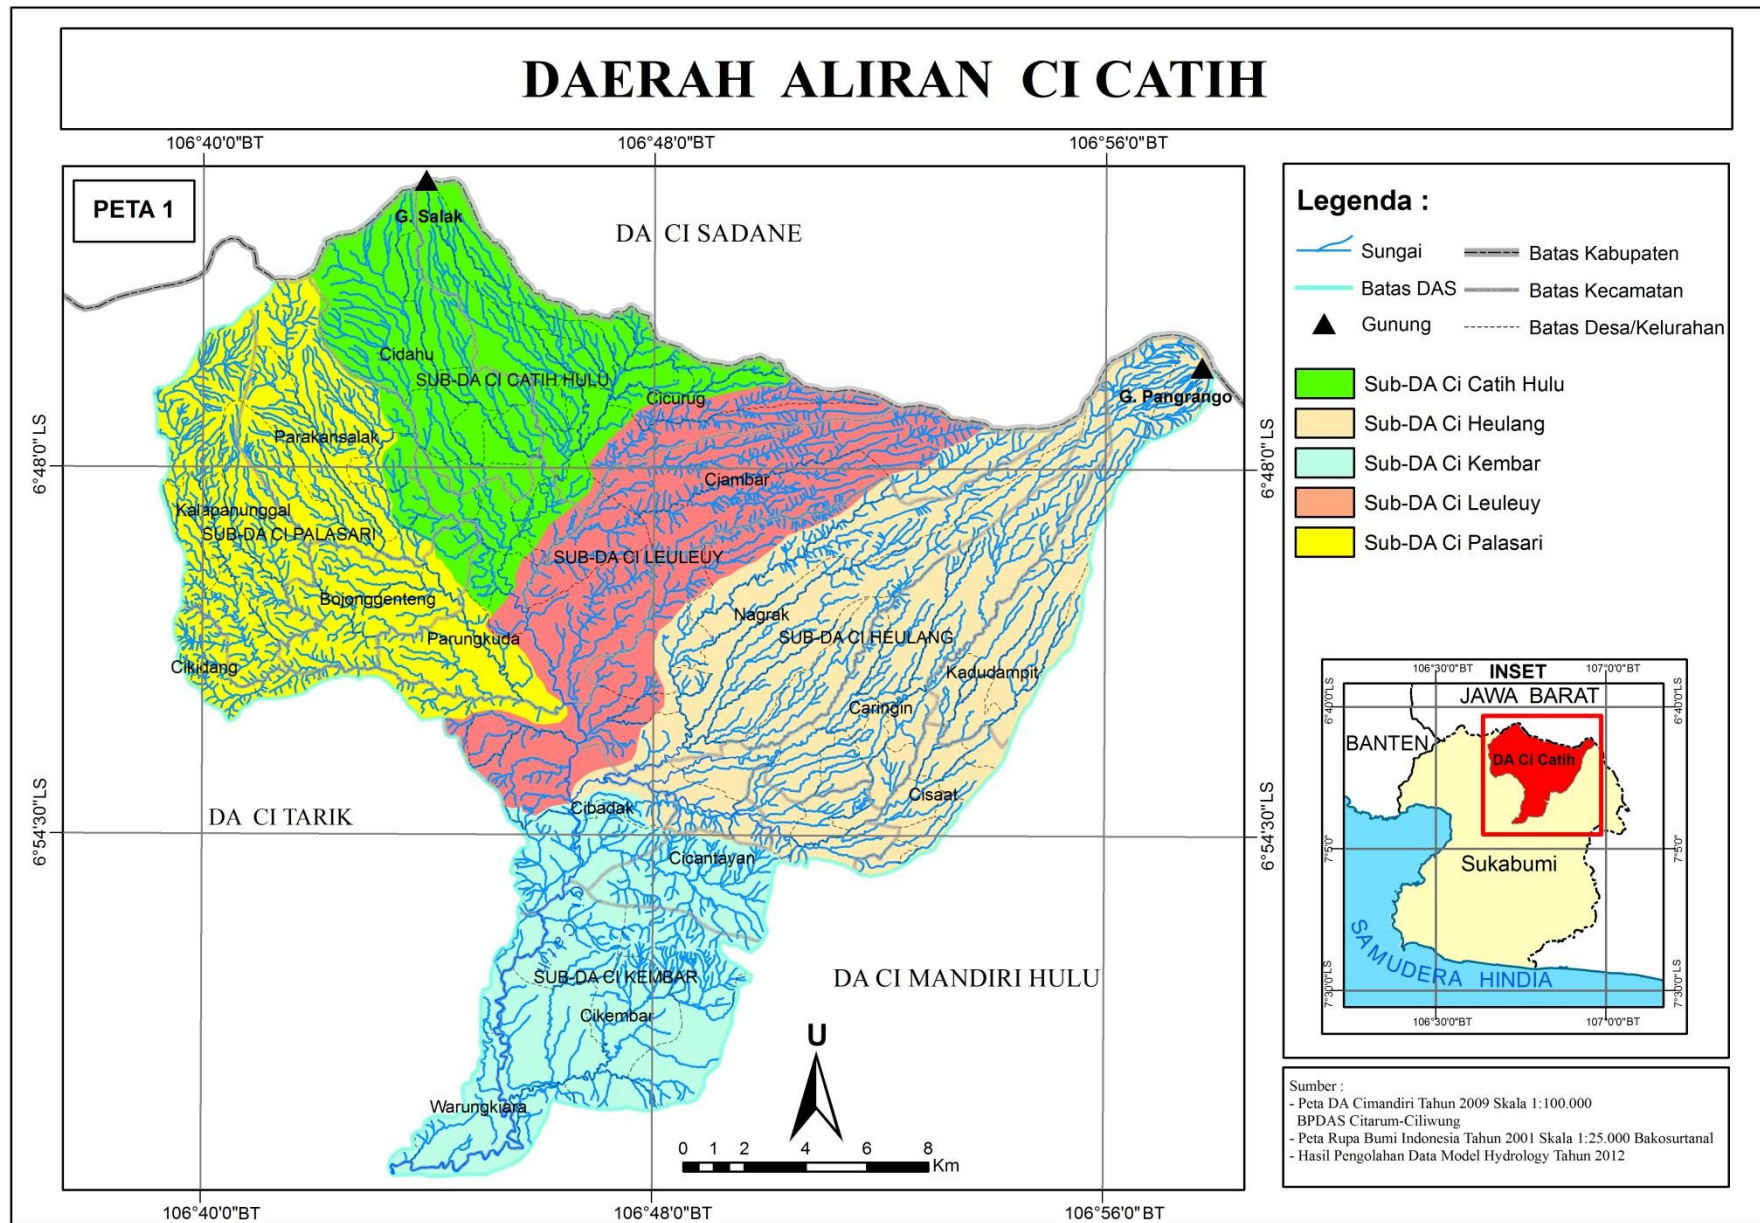 DAERAH ALIRAN CI CATIH
106°40'0"BT
106°48'0"BT
106°56'0"BT
PETA 1
G. Salak
DA CI SADANE
Cidahu
SUB-DA CI CATIH HULU
Cicurug
G. Pangrango
Parakansalak
6°48'0" LS
6°48'0" LS
Ciambar
Kalapanunggal
SUB-DA CI PALASARI
SUB-DA CI LEULEUY
Bojonggenteng
Nagrak
Parungkuda
SUB-DA CI HEULANG
Cikidang
Kadudampit
Caringin
Cisaat
Cibadak
DA CI TARIK
6°54'30"LS
6°54'30"LS
Cicantayan
SUB-DA CI KEMBAR
DA CI MANDIRI HULU
Cikembar
U
Warungkiara
0 1 2 4 6 8
Km
106°40'0"BT
106°48'0"BT
106°56'0"BT
Legenda :
Sungai
Batas Kabupaten
Batas DAS
Batas Kecamatan
Gunung
Batas Desa/Kelurahan
Sub-DA Ci Catih Hulu
Sub-DA Ci Heulang
Sub-DA Ci Kembar
Sub-DA Ci Leuleuy
Sub-DA Ci Palasari
INSET
106°30'0"BT
107°0'0"BT
JAWA BARAT
6°40'0"LS
6°40'0"LS
BANTEN
DA Ci Catih
7°5'0"
7°5'0"
Sukabumi
SAMUDERA HINDIA
7°30'0"LS
7°30'0"LS
106°30'0"BT
107°0'0"BT
Sumber :
- Peta DA Cimandiri Tahun 2009 Skala 1:100.000
BPDAS Citarum-Ciliwung
- Peta Rupa Bumi Indonesia Tahun 2001 Skala 1:25.000 Bakosurtanal
- Hasil Pengolahan Data Model Hydrology Tahun 2012